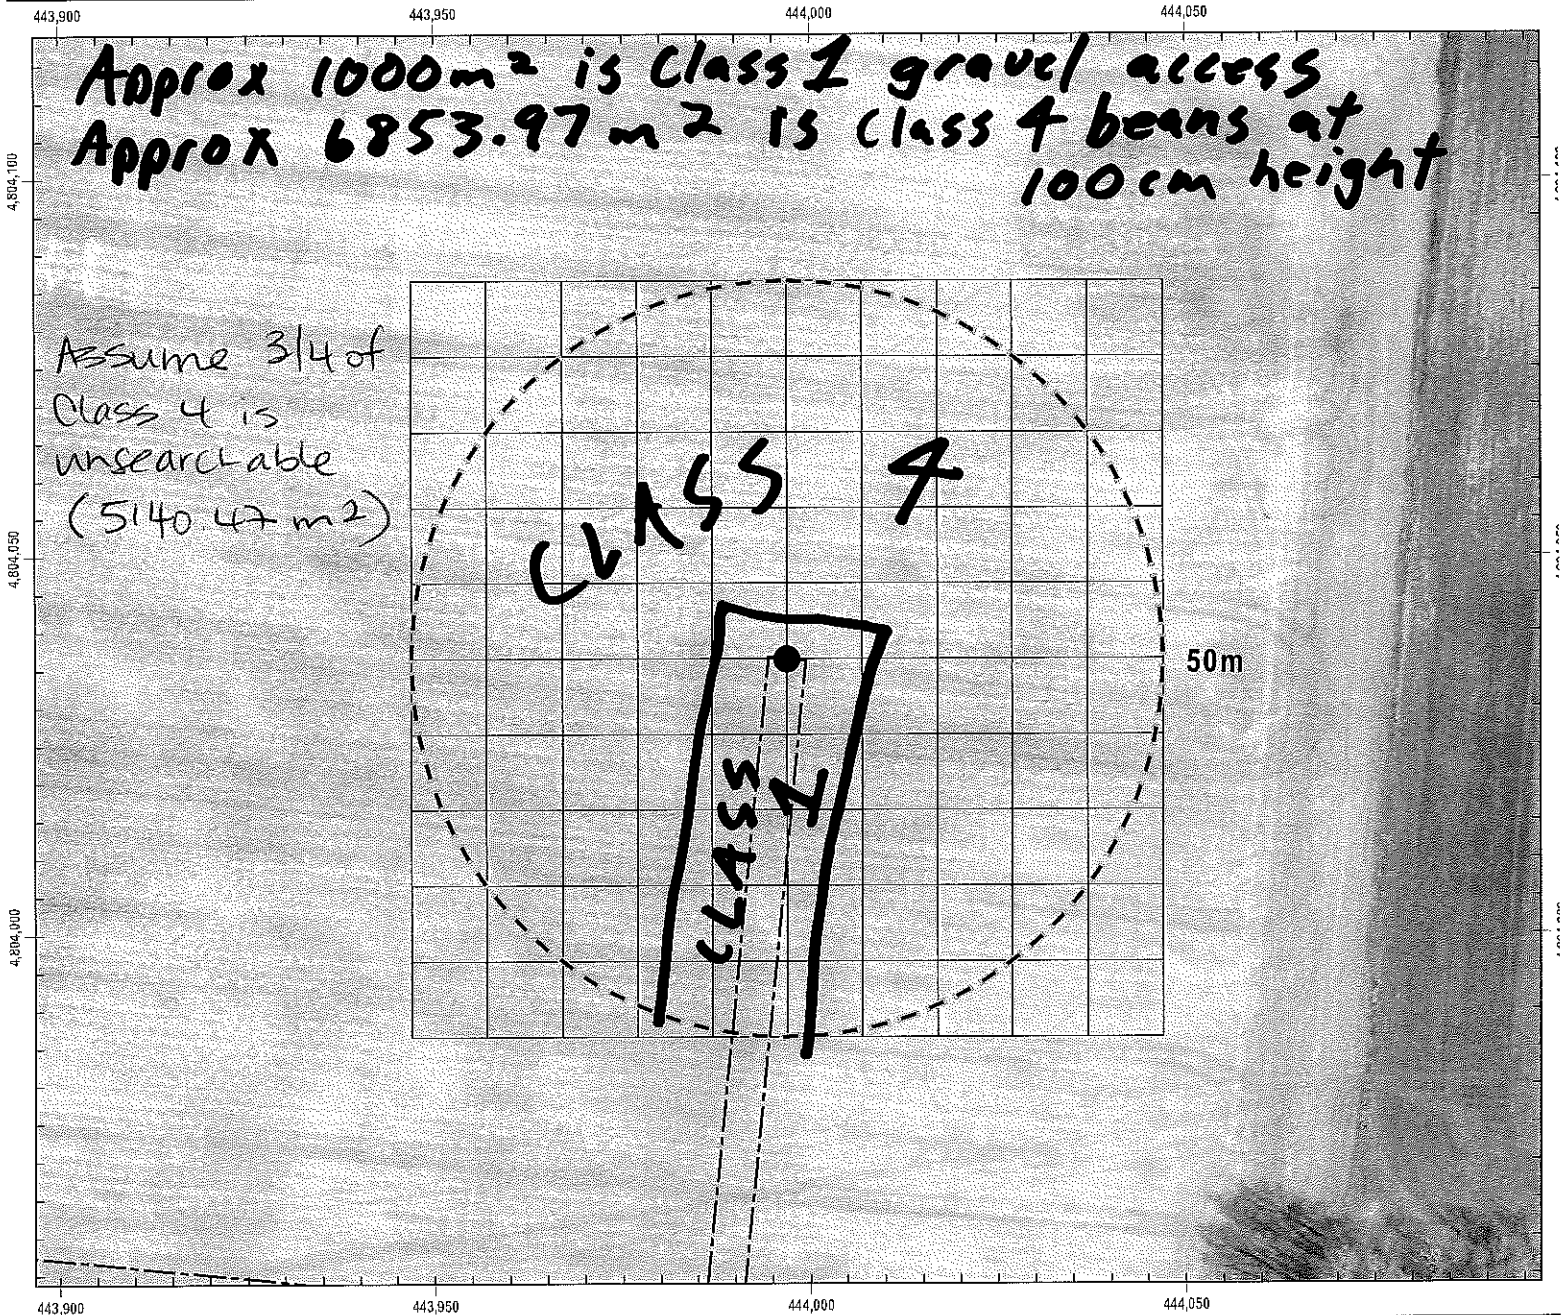 443,900 443,950 444,000 444,050
Approx 1000m² is Class 1 gravel access
Approx 6853.97 m² is class 4 beans at
100cm height
4,804,100
Assume 3/4 of
Class 4 is
unsearchable
(5140 47 m2)
CLASS 4
4,804,050
50m
CLASS 1
4,804,000
443,900 443,950 444,000 444,050